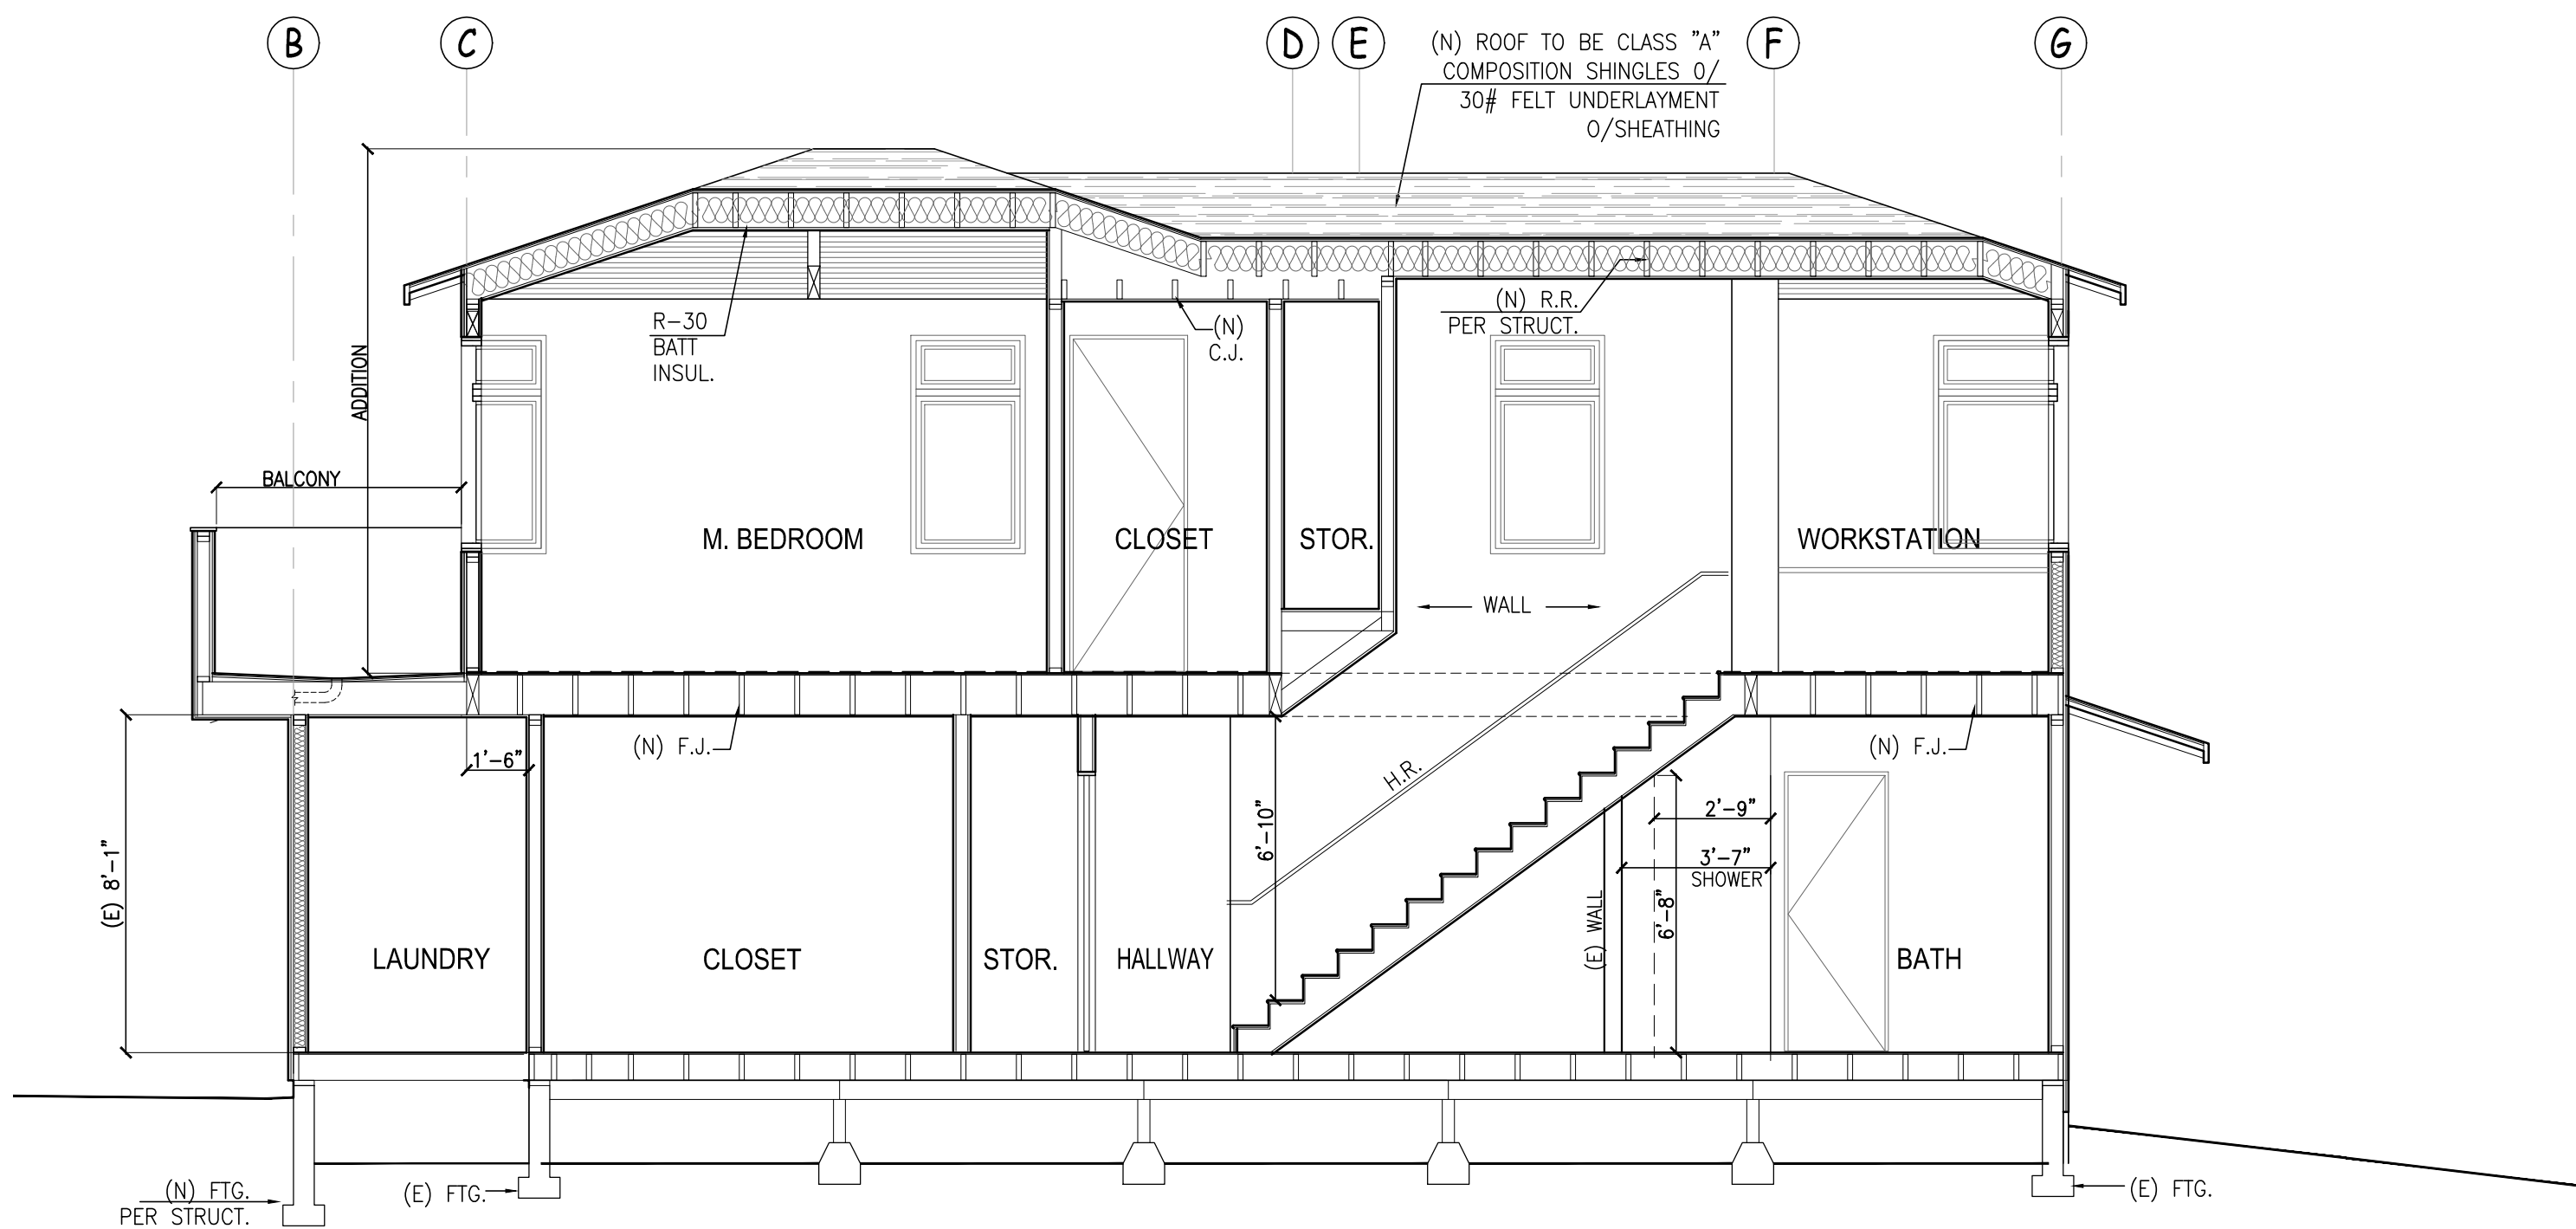 B
C
D
E
F
G
(N) ROOF TO BE CLASS "A"
COMPOSITION SHINGLES O/
30# FELT UNDERLAYMENT
O/SHEATHING
ADDITION
R-30
BATT
INSUL.
(N)
C.J.
(N) R.R.
PER STRUCT.
BALCONY
M. BEDROOM
CLOSET
STOR.
WORKSTATION
WALL
(N) F.J.
(N) F.J.
1'-6"
H.R.
6'-10"
2'-9"
3'-7"
SHOWER
(E) 8'-1"
(E) WALL
6'-8"
LAUNDRY
CLOSET
STOR.
HALLWAY
BATH
(N) FTG.
PER STRUCT.
(E) FTG.
(E) FTG.